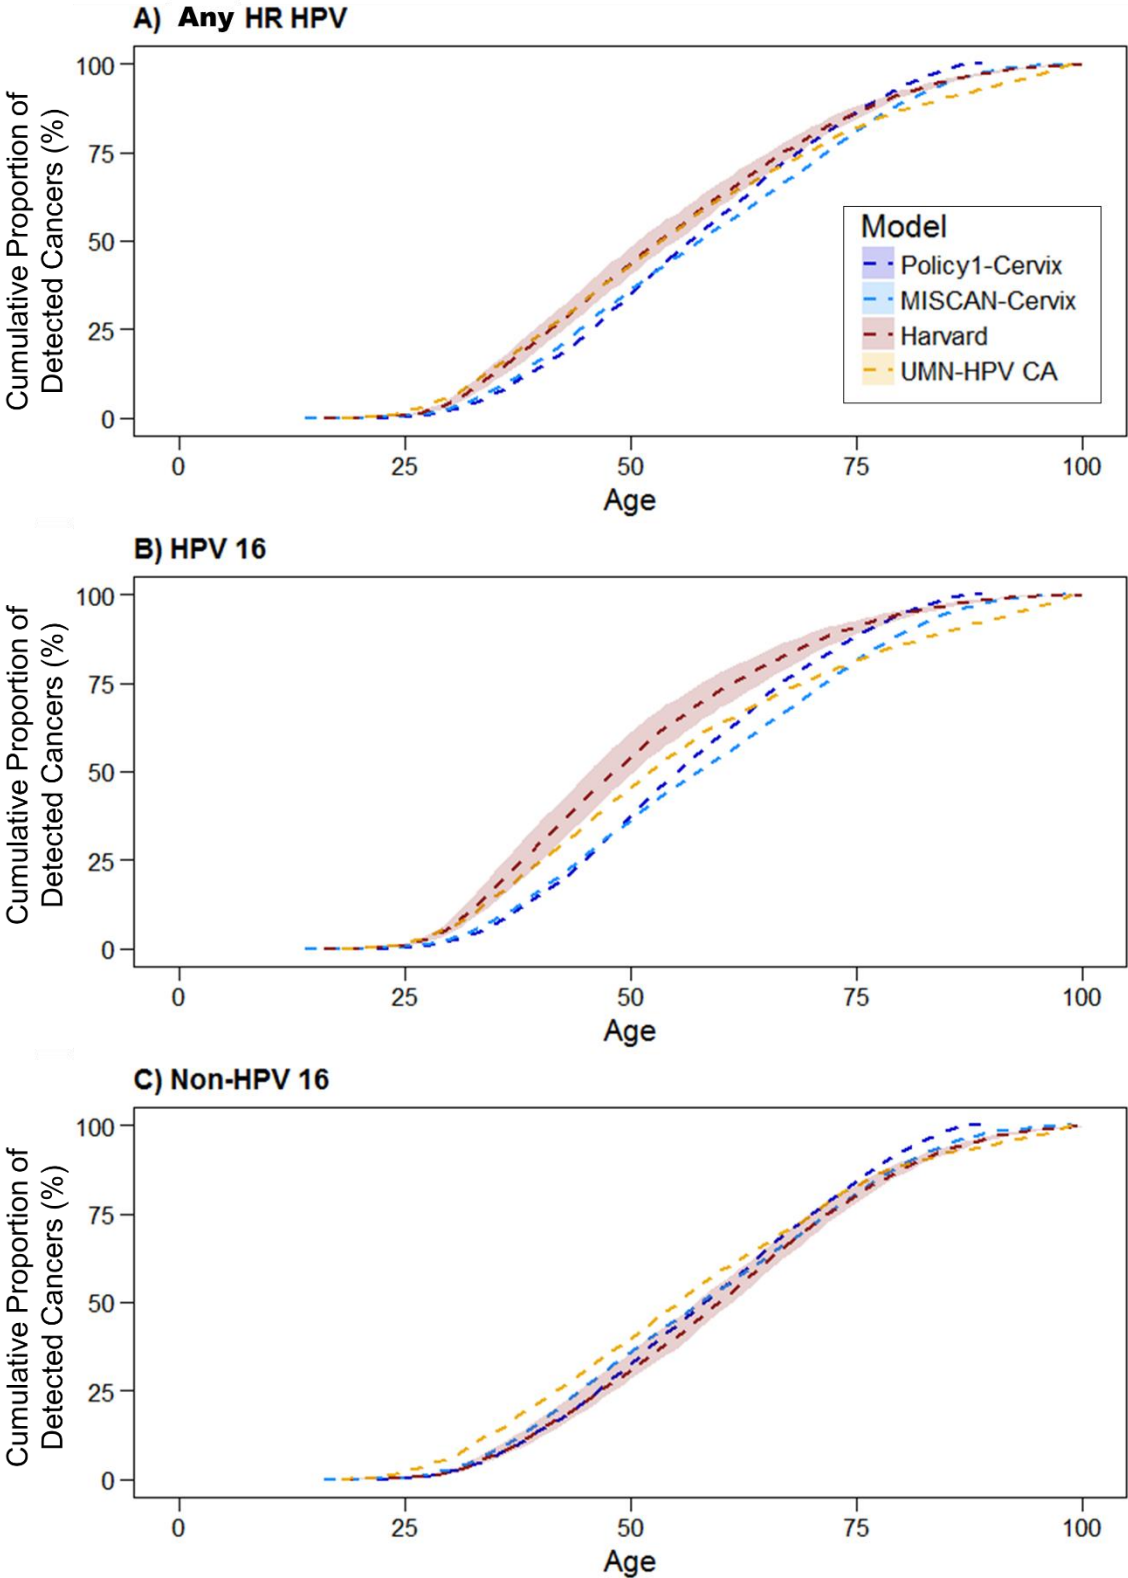 A) Any HR HPV
Cumulative Proportion of
Detected Cancers (%)
100
75
50
25
0
0 25 50 75 100
Age
Model
Policy1-Cervix
MISCAN-Cervix
Harvard
UMN-HPV CA
B) HPV 16
Cumulative Proportion of
Detected Cancers (%)
100
75
50
25
0
0 25 50 75 100
Age
C) Non-HPV 16
Cumulative Proportion of
Detected Cancers (%)
100
75
50
25
0
0 25 50 75 100
Age